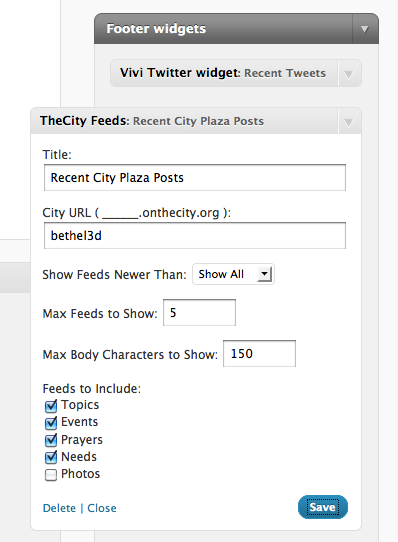 Footer widgets
Vivi Twitter widget: Recent Tweets
TheCity Feeds: Recent City Plaza Posts
Title:
Recent City Plaza Posts
City URL ( ______.onthecity.org ):
bethel3d
Show Feeds Newer Than: Show All
Max Feeds to Show: 5
Max Body Characters to Show: 150
Feeds to Include:
Topics
Events
Prayers
Needs
Photos
Delete | Close Save